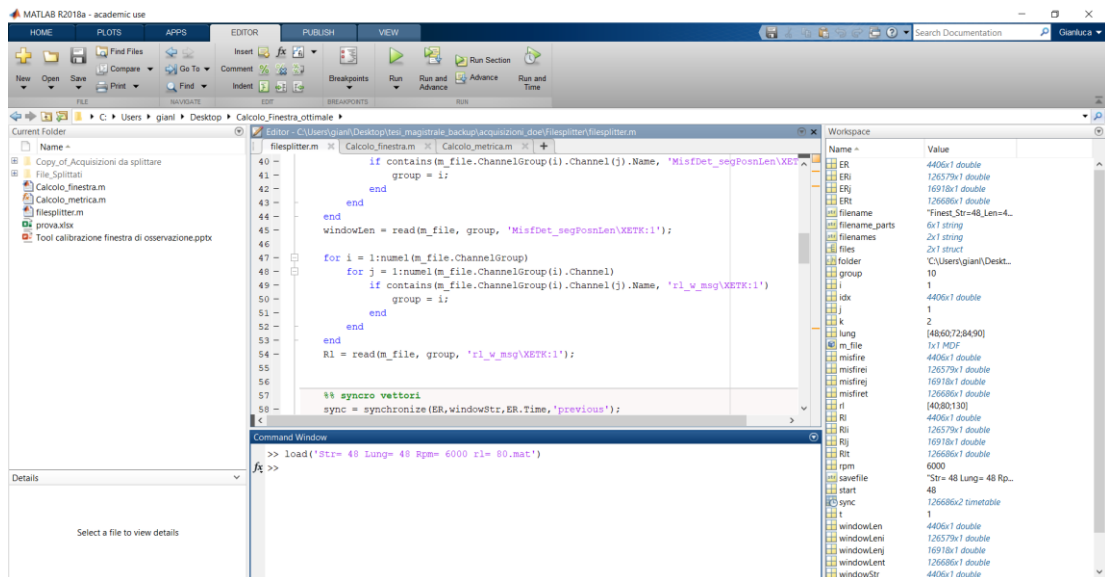 MATLAB R2018a - academic use
HOME PLOTS APPS EDITOR PUBLISH VIEW Search Documentation Gianluca
New Open Save Find Files Compare Print Go To Find Insert fx Comment Indent Breakpoints Run Run and Advance Run Section Advance Run and Time
FILE NAVIGATE EDIT BREAKPOINTS RUN
C: Users gianl Desktop Calcolo_Finestra_ottimale
Current Folder
Name
Copy_of_Acquisizioni da splittare
File_Splittati
Calcolo_finestra.m
Calcolo_metrica.m
filesplitter.m
prova.xlsx
Tool calibrazione finestra di osservazione.pptx
Details
Select a file to view details
Editor - C:\Users\gianl\Desktop\tesi_magistrale_backup\acquisizioni_doe\Filesplitter\filesplitter.m
filesplitter.m Calcolo_finestra.m Calcolo_metrica.m
40 - if contains(m_file.ChannelGroup(i).Channel(j).Name, 'MisfDet_segPosnLen\XET
41 - group = i;
42 - end
43 - end
44 - end
45 - windowLen = read(m_file, group, 'MisfDet_segPosnLen\XETK:1');
46
47 - for i = 1:numel(m_file.ChannelGroup)
48 - for j = 1:numel(m_file.ChannelGroup(i).Channel)
49 - if contains(m_file.ChannelGroup(i).Channel(j).Name, 'rl_w_msg\XETK:1')
50 - group = i;
51 - end
52 - end
53 - end
54 - Rl = read(m_file, group, 'rl_w_msg\XETK:1');
55
56
57 %% syncro vettori
58 - sync = synchronize(ER,windowStr,ER.Time,'previous');
Command Window
>> load('Str= 48 Lung= 48 Rpm= 6000 rl= 80.mat')
fx >>
Workspace
Name Value
ER 4406x1 double
ERi 126579x1 double
ERj 16918x1 double
ERt 126686x1 double
filename "Finest_Str=48_Len=4...
filename_parts 6x1 string
filenames 2x1 string
files 2x1 struct
folder 'C:\Users\gianl\Deskt...
group 10
i 1
idx 4406x1 double
j 1
k 2
lung [48;60;72;84;90]
m_file 1x1 MDF
misfire 4406x1 double
misfirei 126579x1 double
misfirej 16918x1 double
misfiret 126686x1 double
rl [40;80;130]
Rl 4406x1 double
Rli 126579x1 double
Rlj 16918x1 double
Rlt 126686x1 double
rpm 6000
savefile "Str= 48 Lung= 48 Rp...
start 48
sync 126686x2 timetable
t 1
windowLen 4406x1 double
windowLeni 126579x1 double
windowLenj 16918x1 double
windowLent 126686x1 double
windowStr 4406x1 double